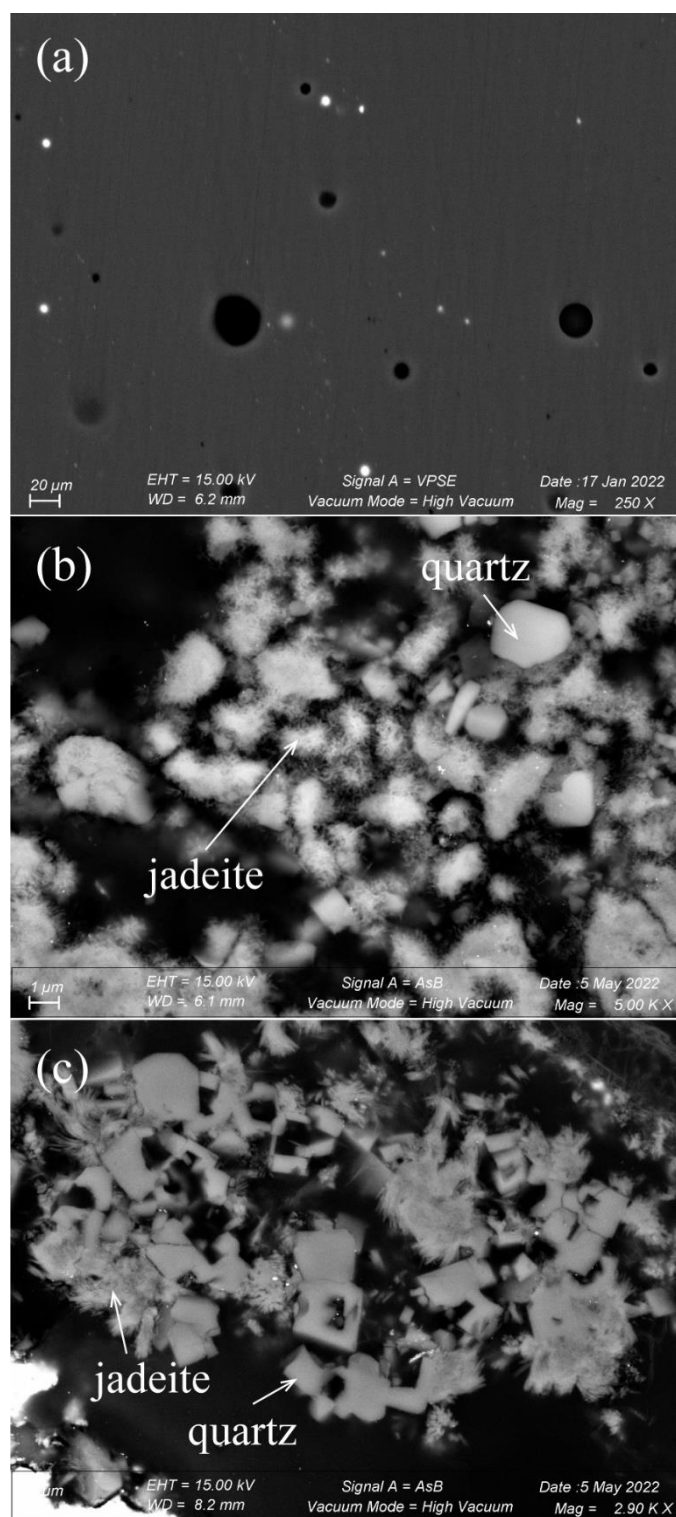 (a)
20 µm
EHT = 15.00 kV
WD = 6.2 mm
Signal A = VPSE
Vacuum Mode = High Vacuum
Date :17 Jan 2022
Mag = 250 X
(b)
quartz
jadeite
1 µm
EHT = 15.00 kV
WD = 6.1 mm
Signal A = AsB
Vacuum Mode = High Vacuum
Date :5 May 2022
Mag = 5.00 K X
(c)
jadeite
quartz
µm
EHT = 15.00 kV
WD = 8.2 mm
Signal A = AsB
Vacuum Mode = High Vacuum
Date :5 May 2022
Mag = 2.90 K X